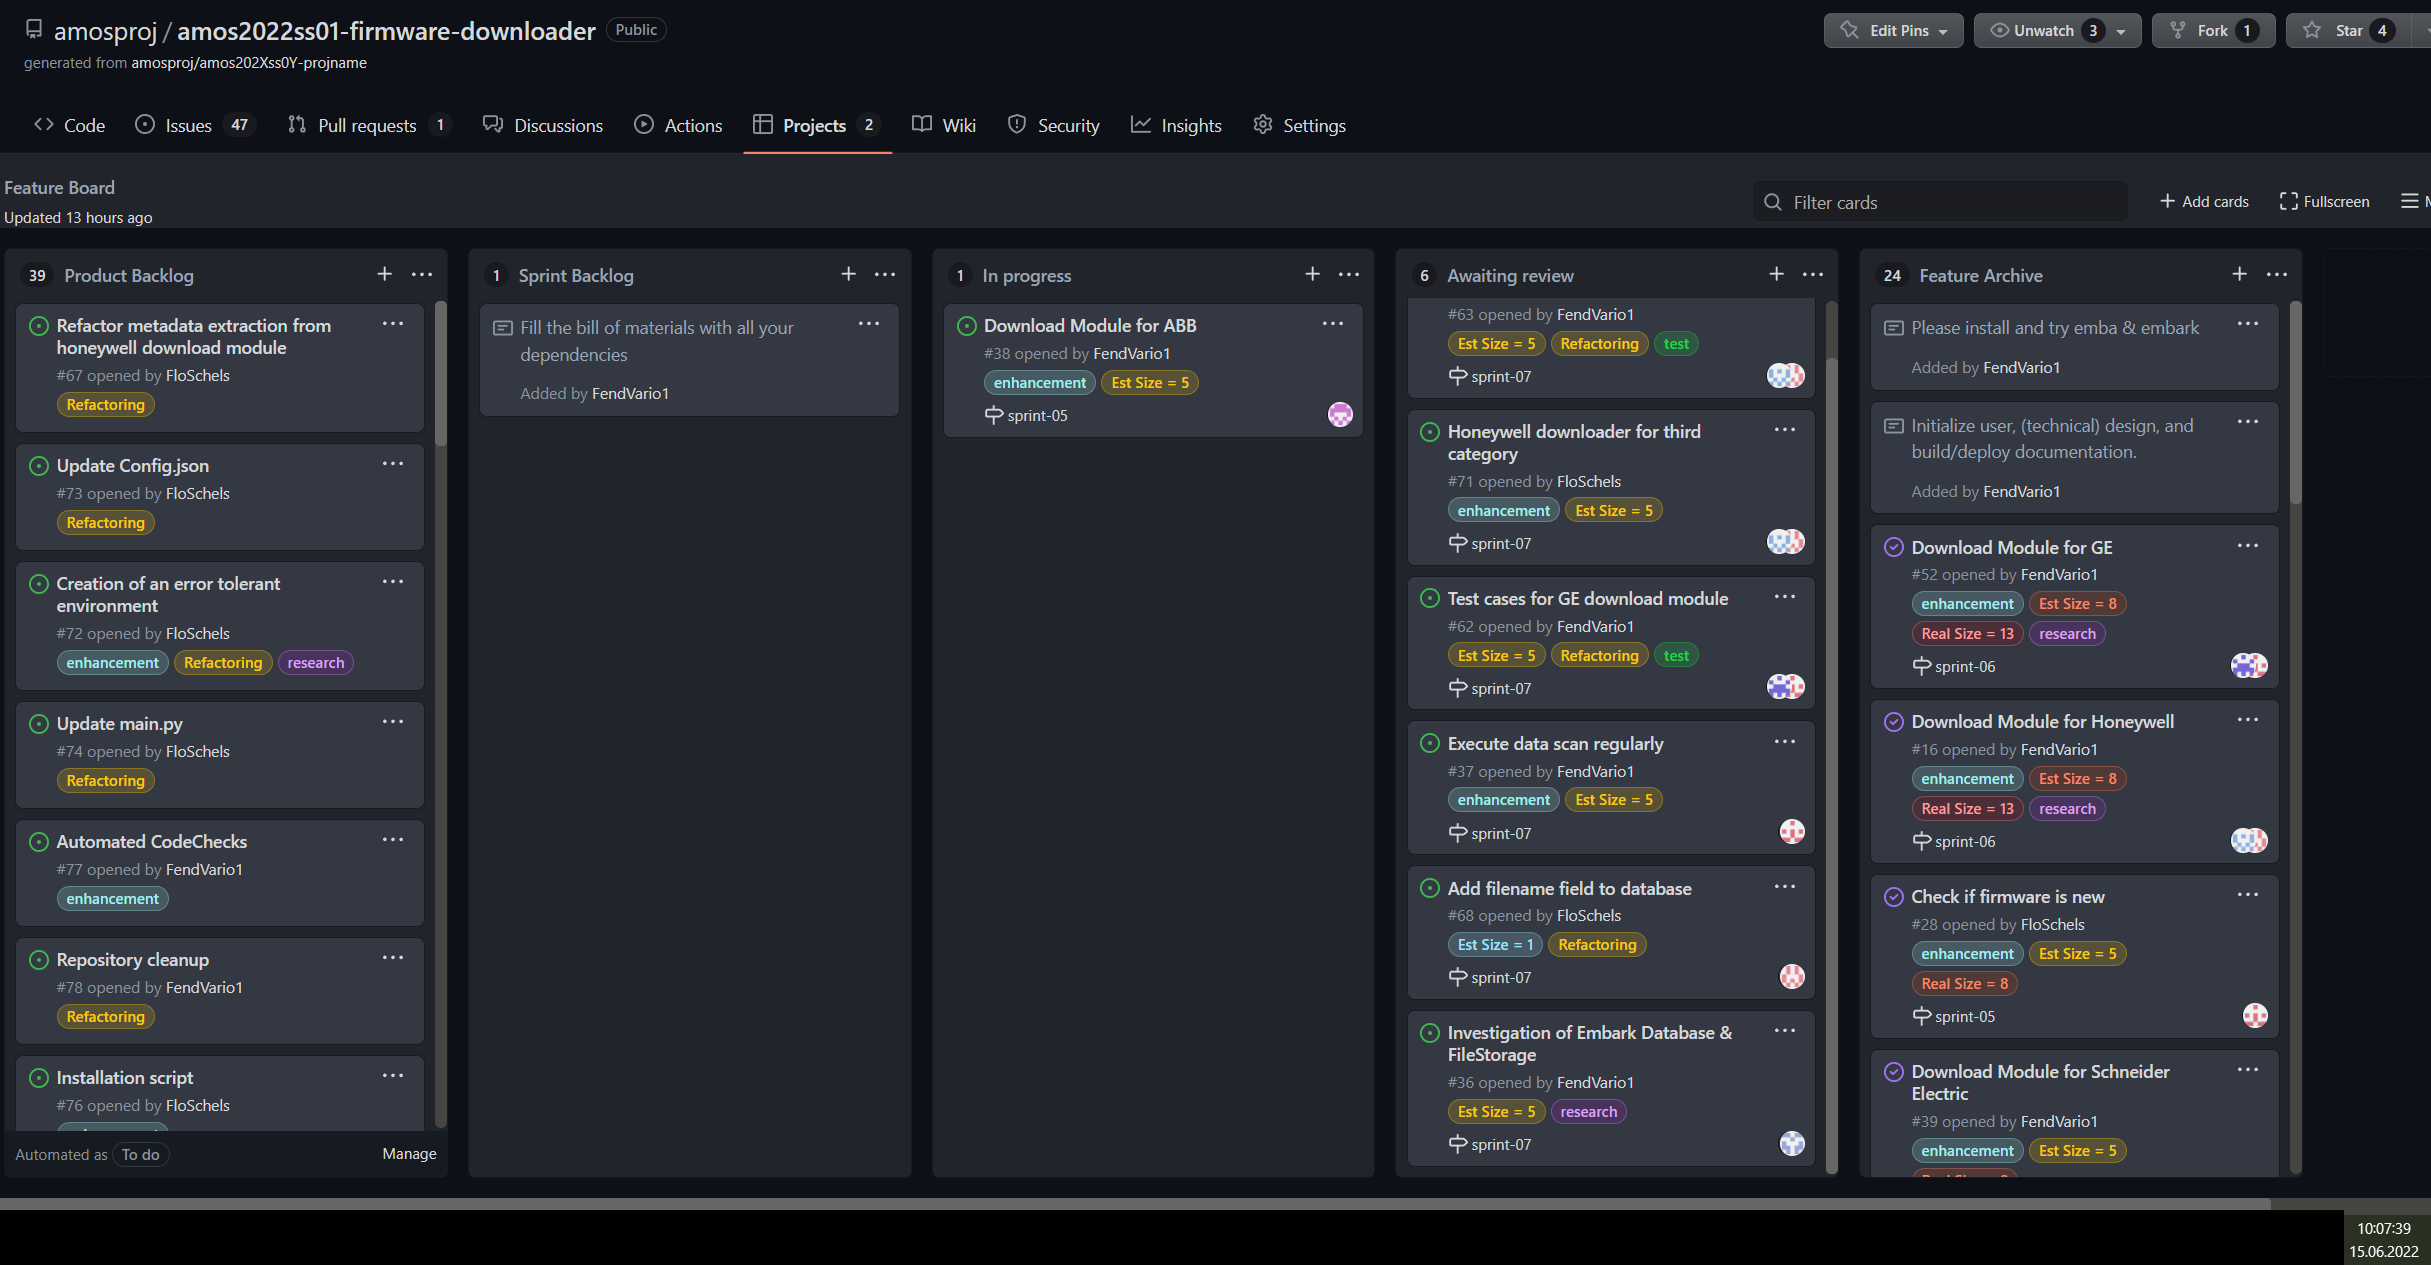 amosproj / amos2022ss01-firmware-downloader Public
generated from amosproj/amos202Xss0Y-projname
Edit Pins
Unwatch 3
Fork 1
Star 4
Code
Issues 47
Pull requests 1
Discussions
Actions
Projects 2
Wiki
Security
Insights
Settings
Feature Board
Updated 13 hours ago
Filter cards
Add cards
Fullscreen
39 Product Backlog
Refactor metadata extraction from
honeywell download module
#67 opened by FloSchels
Refactoring
Update Config.json
#73 opened by FloSchels
Refactoring
Creation of an error tolerant
environment
#72 opened by FloSchels
enhancement Refactoring research
Update main.py
#74 opened by FloSchels
Refactoring
Automated CodeChecks
#77 opened by FendVario1
enhancement
Repository cleanup
#78 opened by FendVario1
Refactoring
Installation script
#76 opened by FloSchels
Automated as To do
Manage
1 Sprint Backlog
Fill the bill of materials with all your
dependencies
Added by FendVario1
1 In progress
Download Module for ABB
#38 opened by FendVario1
enhancement Est Size = 5
sprint-05
6 Awaiting review
#63 opened by FendVario1
Est Size = 5 Refactoring test
sprint-07
Honeywell downloader for third
category
#71 opened by FloSchels
enhancement Est Size = 5
sprint-07
Test cases for GE download module
#62 opened by FendVario1
Est Size = 5 Refactoring test
sprint-07
Execute data scan regularly
#37 opened by FendVario1
enhancement Est Size = 5
sprint-07
Add filename field to database
#68 opened by FloSchels
Est Size = 1 Refactoring
sprint-07
Investigation of Embark Database &
FileStorage
#36 opened by FendVario1
Est Size = 5 research
sprint-07
24 Feature Archive
Please install and try emba & embark
Added by FendVario1
Initialize user, (technical) design, and
build/deploy documentation.
Added by FendVario1
Download Module for GE
#52 opened by FendVario1
enhancement Est Size = 8
Real Size = 13 research
sprint-06
Download Module for Honeywell
#16 opened by FendVario1
enhancement Est Size = 8
Real Size = 13 research
sprint-06
Check if firmware is new
#28 opened by FloSchels
enhancement Est Size = 5
Real Size = 8
sprint-05
Download Module for Schneider
Electric
#39 opened by FendVario1
enhancement Est Size = 5
10:07:39
15.06.2022